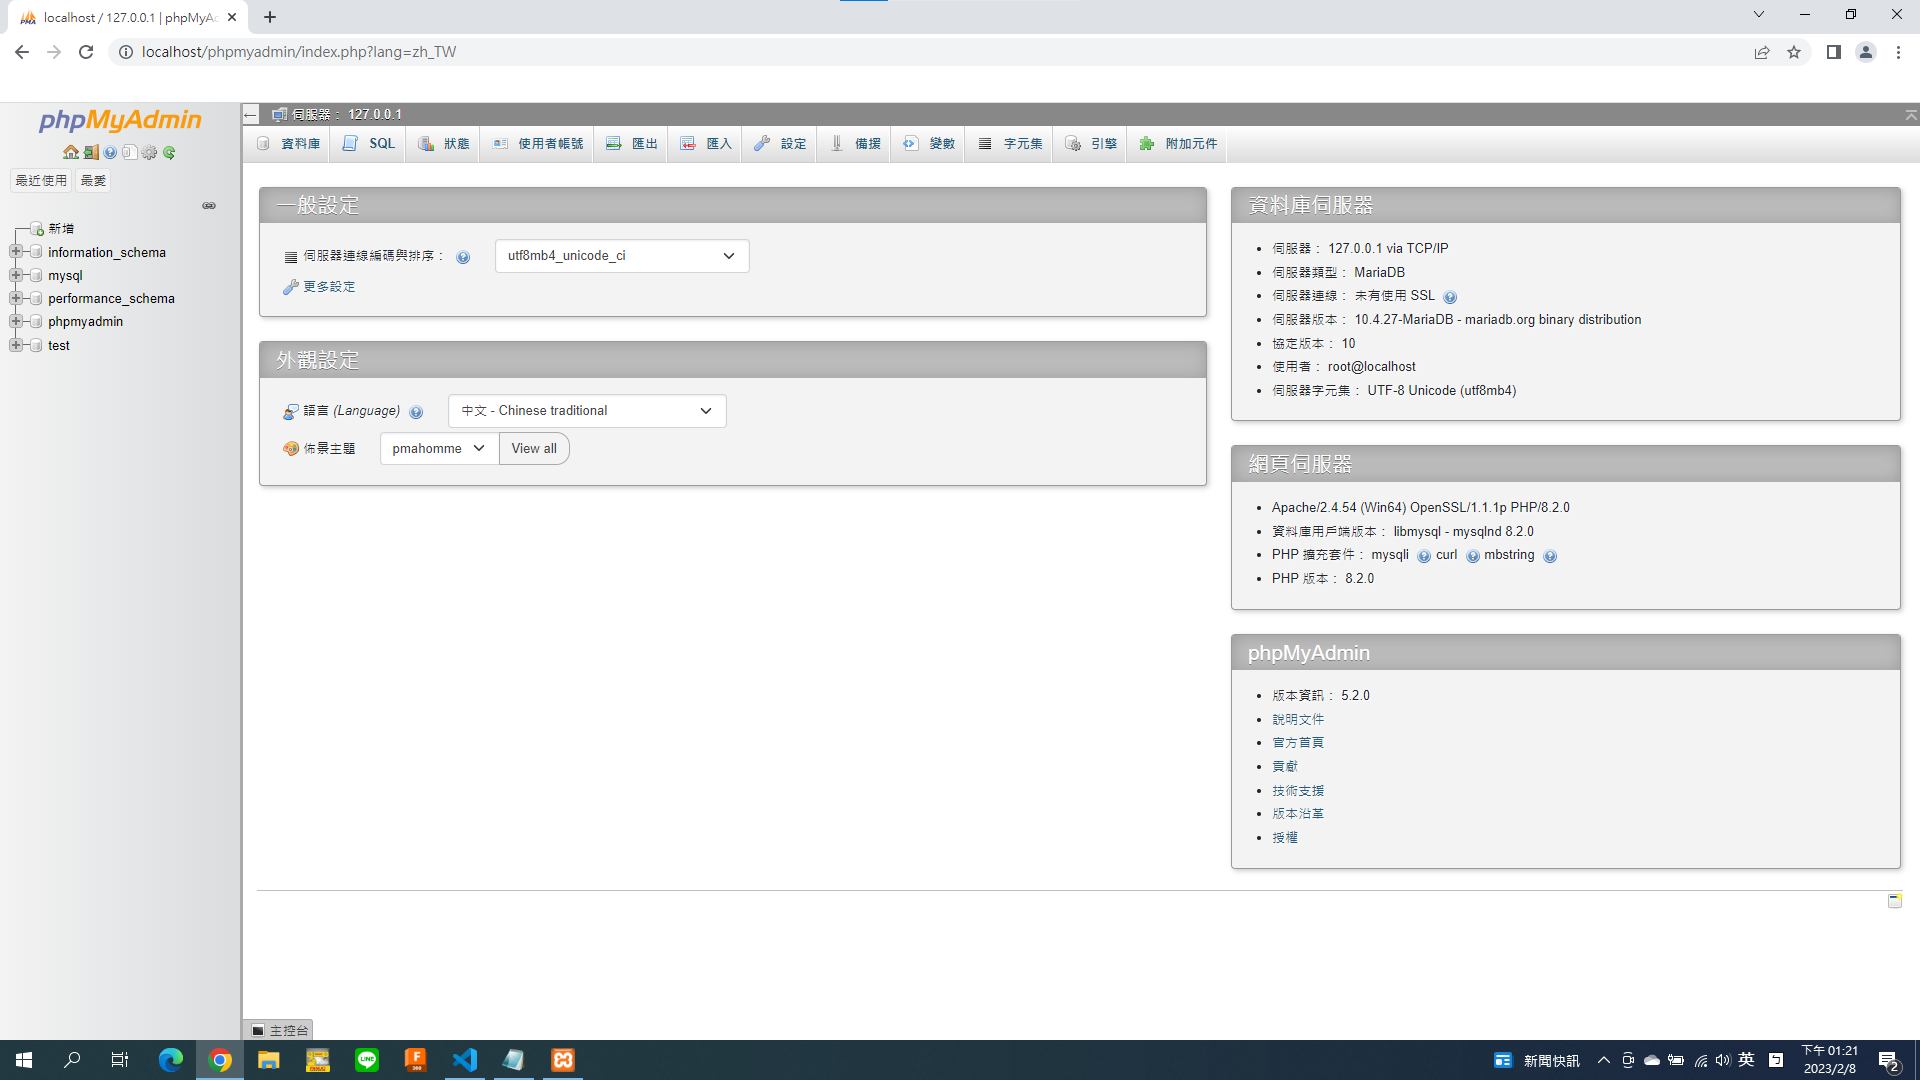 localhost / 127.0.0.1 | phpMyAd
localhost/phpmyadmin/index.php?lang=zh_TW
phpMyAdmin
最近使用 最愛
新增
information_schema
mysql
performance_schema
phpmyadmin
test
伺服器： 127.0.0.1
資料庫 SQL 狀態 使用者帳號 匯出 匯入 設定 備援 變數 字元集 引擎 附加元件
一般設定
伺服器連線編碼與排序： utf8mb4_unicode_ci
更多設定
外觀設定
語言 (Language) 中文 - Chinese traditional
佈景主題 pmahomme View all
資料庫伺服器
伺服器： 127.0.0.1 via TCP/IP
伺服器類型： MariaDB
伺服器連線： 未有使用 SSL
伺服器版本： 10.4.27-MariaDB - mariadb.org binary distribution
協定版本： 10
使用者： root@localhost
伺服器字元集： UTF-8 Unicode (utf8mb4)
網頁伺服器
Apache/2.4.54 (Win64) OpenSSL/1.1.1p PHP/8.2.0
資料庫用戶端版本： libmysql - mysqlnd 8.2.0
PHP 擴充套件： mysqli curl mbstring
PHP 版本： 8.2.0
phpMyAdmin
版本資訊： 5.2.0
說明文件
官方首頁
貢獻
技術支援
版本沿革
授權
主控台
新聞快訊
英
下午 01:21
2023/2/8
2